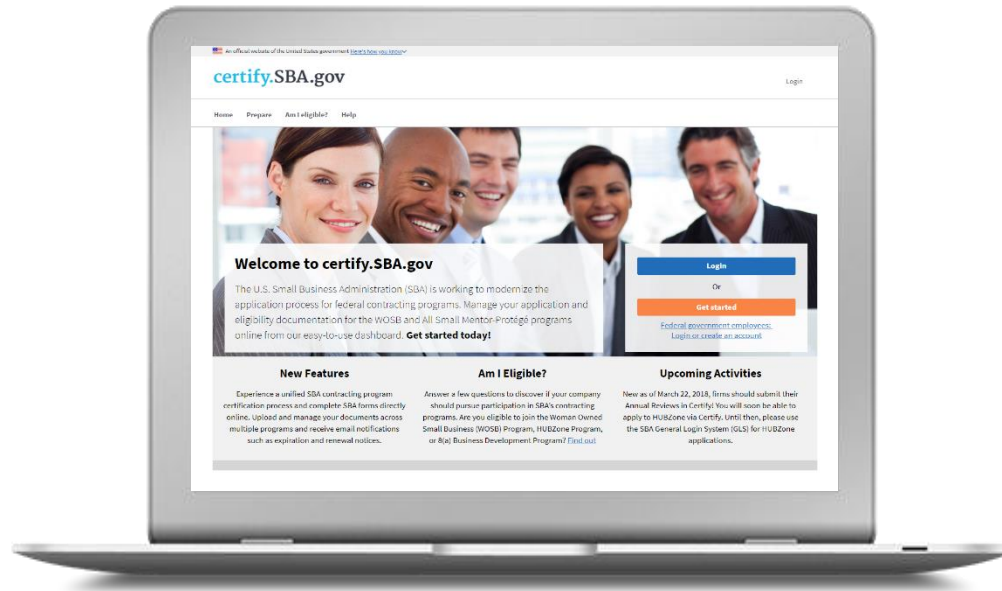 An official website of the United States government Here's how you know
certify.SBA.gov
Login
Home Prepare Am I eligible? Help
Welcome to certify.SBA.gov
The U.S. Small Business Administration (SBA) is working to modernize the
application process for federal contracting programs. Manage your application and
eligibility documentation for the WOSB and All Small Mentor-Protégé programs
online from our easy-to-use dashboard. Get started today!
Login
Or
Get started
Federal government employees:
Login or create an account
New Features
Experience a unified SBA contracting program
certification process and complete SBA forms directly
online. Upload and manage your documents across
multiple programs and receive email notifications
such as expiration and renewal notices.
Am I Eligible?
Answer a few questions to discover if your company
should pursue participation in SBA's contracting
programs. Are you eligible to join the Woman Owned
Small Business (WOSB) Program, HUBZone Program,
or 8(a) Business Development Program? Find out
Upcoming Activities
New as of March 22, 2018, firms should submit their
Annual Reviews in Certify! You will soon be able to
apply to HUBZone via Certify. Until then, please use
the SBA General Login System (GLS) for HUBZone
applications.